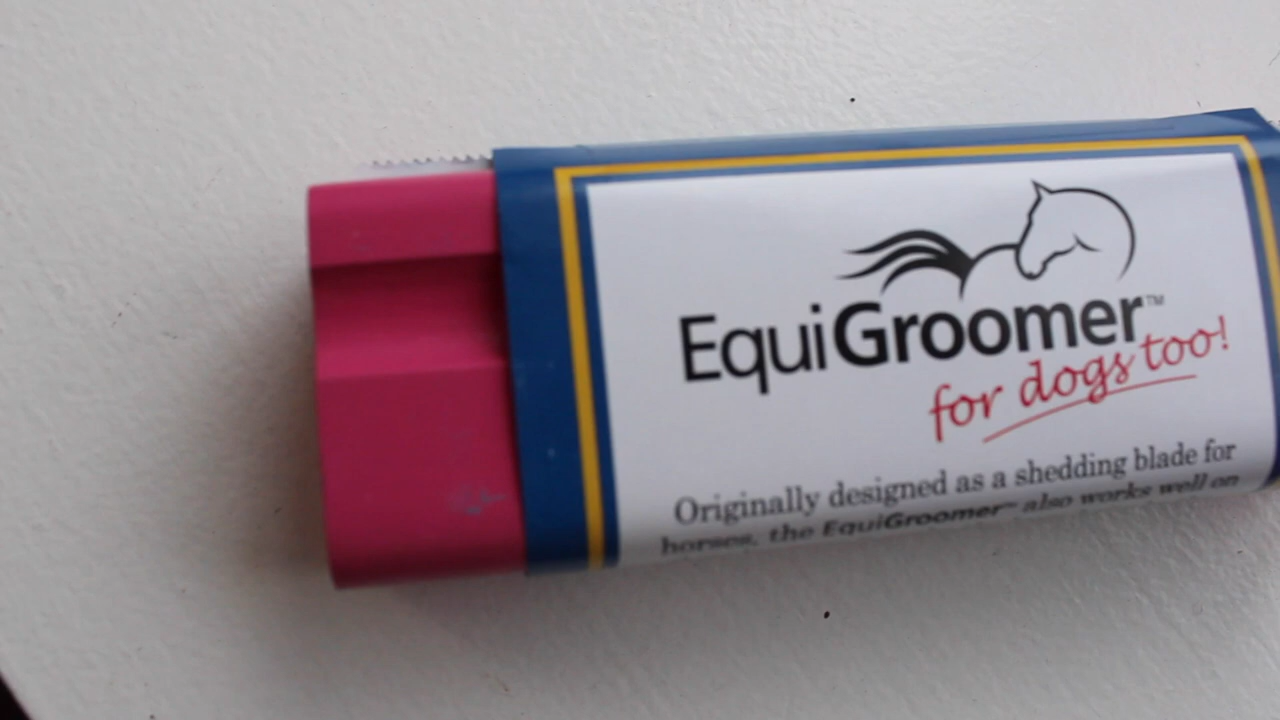 EquiGroomer™
for dogs too!
Originally designed as a shedding blade for
horses, the EquiGroomer™ also works well on